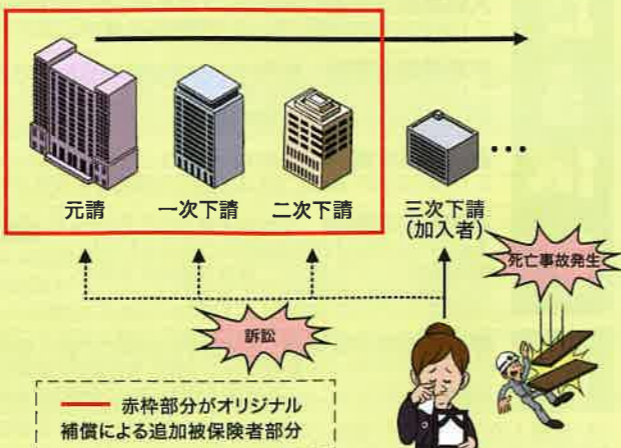 元請
一次下請
二次下請
三次下請
(加入者)
…
死亡事故発生
訴訟
赤枠部分がオリジナル
補償による追加被保険者部分